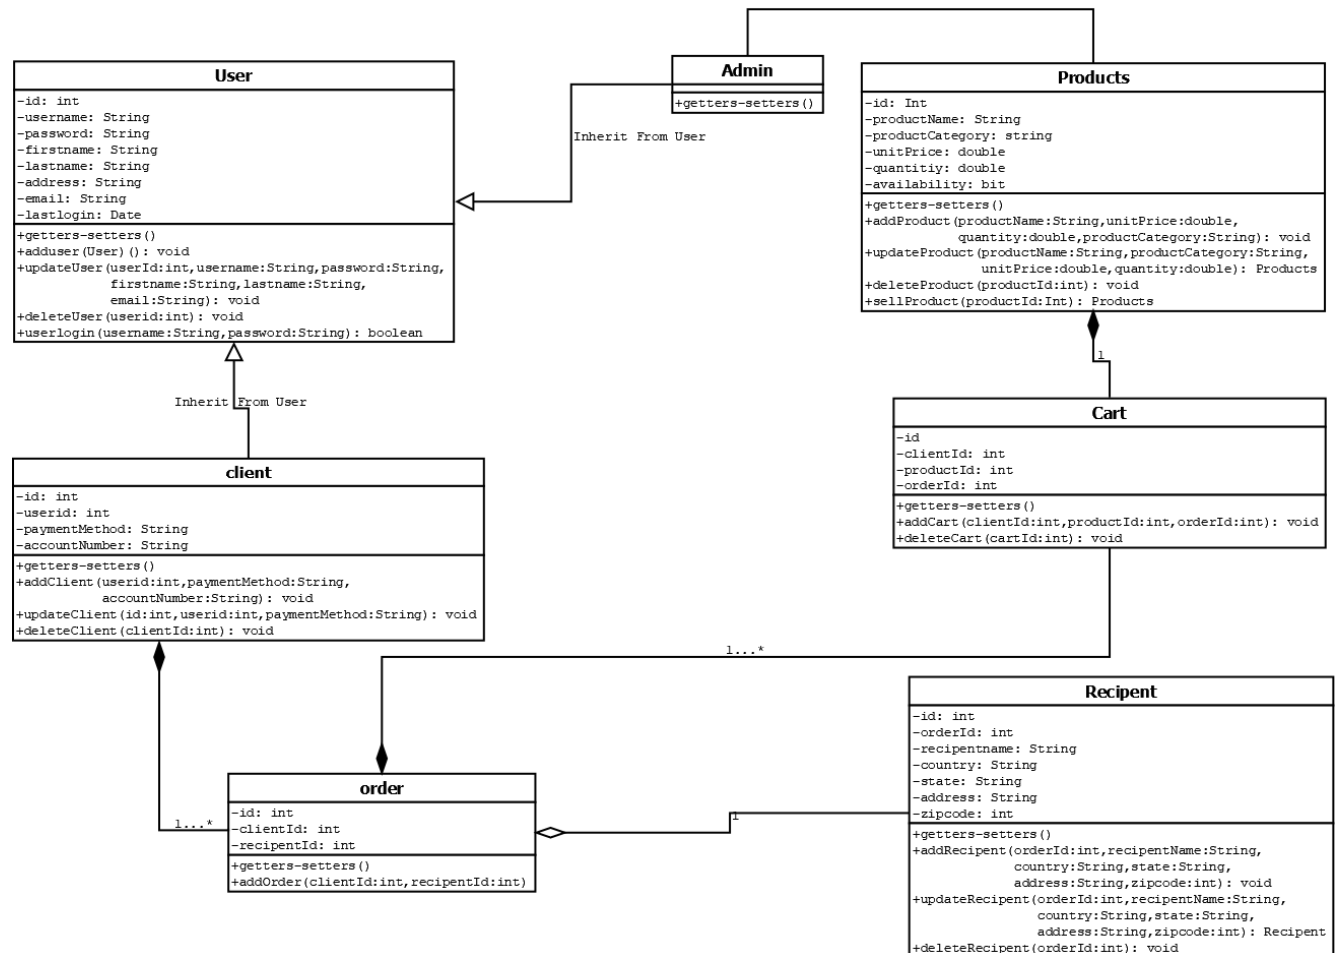 User
-id: int
-username: String
-password: String
-firstname: String
-lastname: String
-address: String
-email: String
-lastlogin: Date
+getters-setters()
+adduser(User)(): void
+updateUser(userId:int,username:String,password:String,
firstname:String,lastname:String,
email:String): void
+deleteUser(userid:int): void
+userlogin(username:String,password:String): boolean
Admin
+getters-setters()
Inherit From User
Products
-id: Int
-productName: String
-productCategory: string
-unitPrice: double
-quantitiy: double
-availability: bit
+getters-setters()
+addProduct(productName:String,unitPrice:double,
quantity:double,productCategory:String): void
+updateProduct(productName:String,productCategory:String,
unitPrice:double,quantity:double): Products
+deleteProduct(productId:int): void
+sellProduct(productId:Int): Products
1
Inherit From User
Cart
-id
-clientId: int
-productId: int
-orderId: int
+getters-setters()
+addCart(clientId:int,productId:int,orderId:int): void
+deleteCart(cartId:int): void
client
-id: int
-userid: int
-paymentMethod: String
-accountNumber: String
+getters-setters()
+addClient(userid:int,paymentMethod:String,
accountNumber:String): void
+updateClient(id:int,userid:int,paymentMethod:String): void
+deleteClient(clientId:int): void
1...*
1...*
order
-id: int
-clientId: int
-recipentId: int
+getters-setters()
+addOrder(clientId:int,recipentId:int)
1
Recipent
-id: int
-orderId: int
-recipentname: String
-country: String
-state: String
-address: String
-zipcode: int
+getters-setters()
+addRecipent(orderId:int,recipentName:String,
country:String,state:String,
address:String,zipcode:int): void
+updateRecipent(orderId:int,recipentName:String,
country:String,state:String,
address:String,zipcode:int): Recipent
+deleteRecipent(orderId:int): void